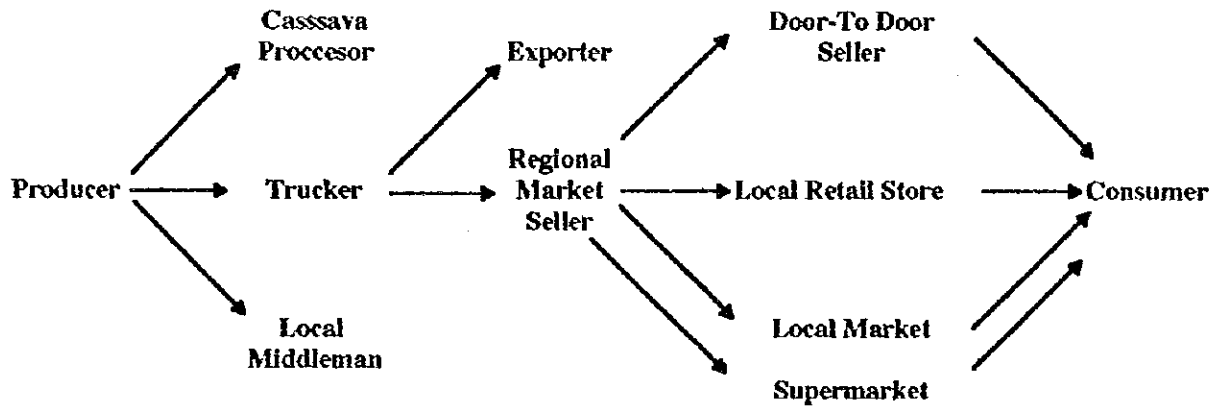 Casssava
Proccesor
Exporter
Door-To Door
Seller
Producer
Trucker
Regional
Market
Seller
Local Retail Store
Consumer
Local
Middleman
Local Market
Supermarket